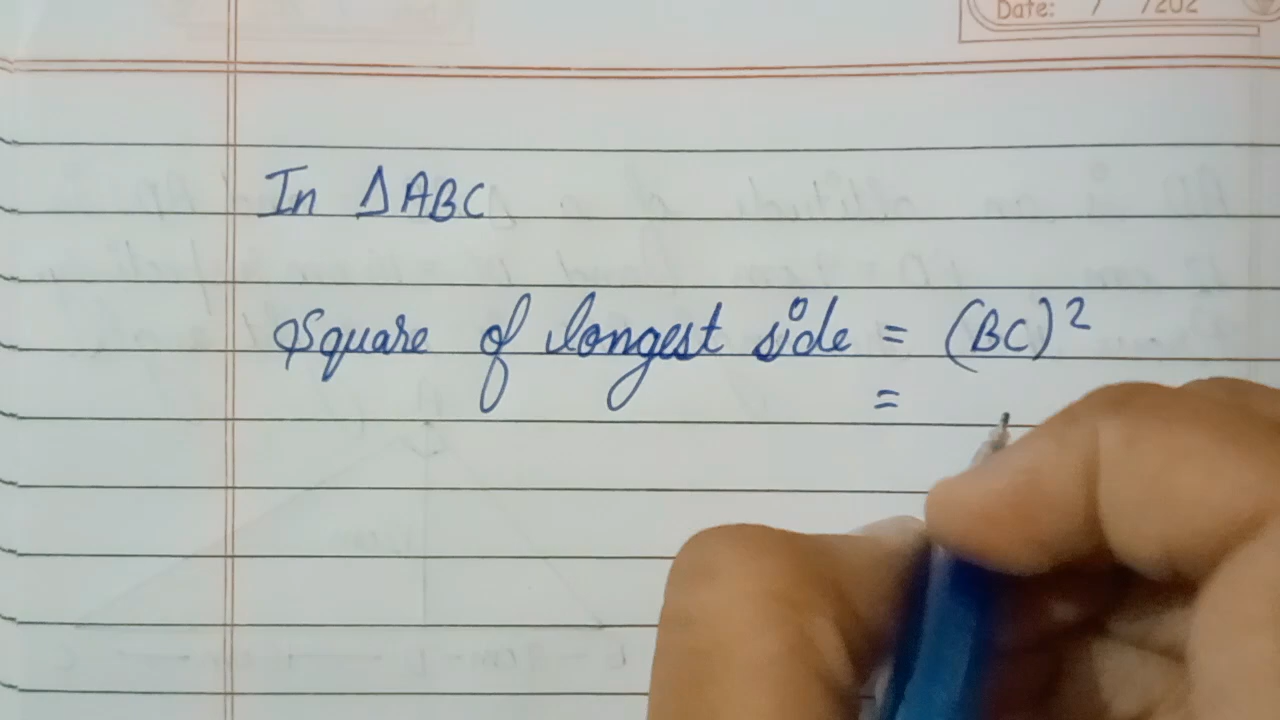 Date: / /202
In ΔABC
Square of longest side = (BC)²
=